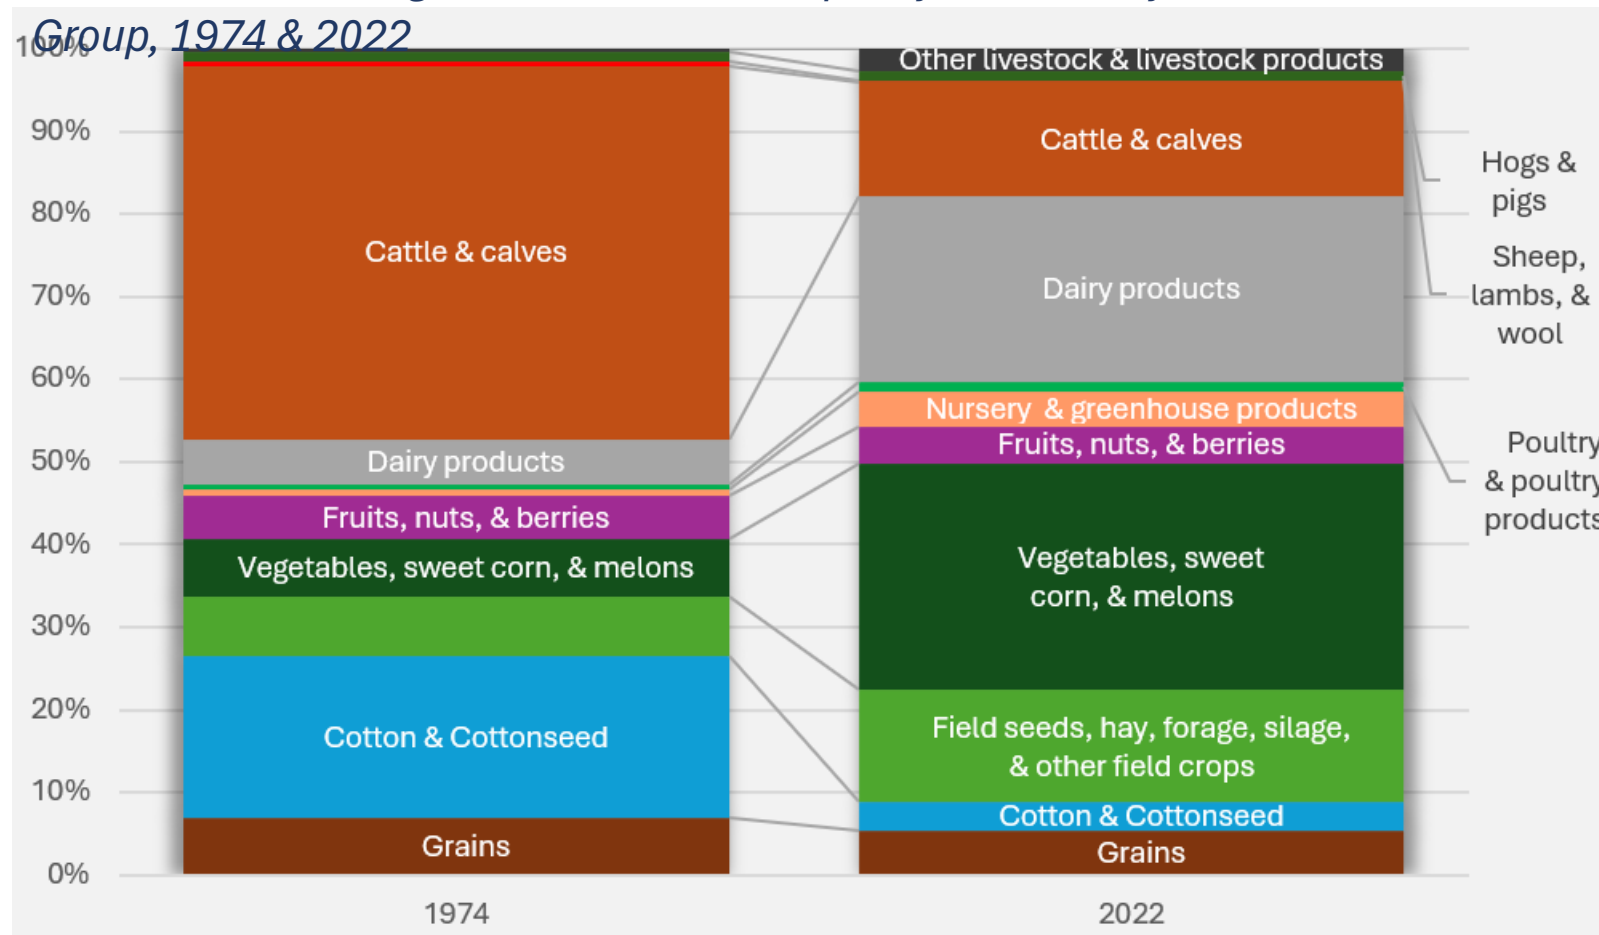 Group, 1974 & 2022
100%
90%
80%
70%
60%
50%
40%
30%
20%
10%
0%
Cattle & calves
Dairy products
Fruits, nuts, & berries
Vegetables, sweet corn, & melons
Cotton & Cottonseed
Grains
1974
Other livestock & livestock products
Cattle & calves
Dairy products
Nursery & greenhouse products
Fruits, nuts, & berries
Vegetables, sweet
corn, & melons
Field seeds, hay, forage, silage,
& other field crops
Cotton & Cottonseed
Grains
2022
Hogs &
pigs
Sheep,
lambs, &
wool
Poultry
& poultry
products